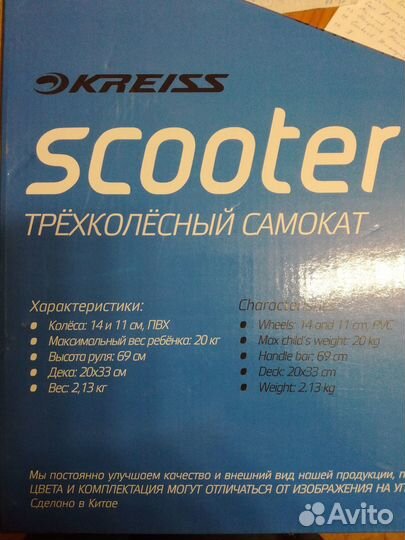 KREISS
scooter
ТРЁХКОЛЁСНЫЙ САМОКАТ
Характеристики:
• Колёса: 14 и 11 см, ПВХ
• Максимальный вес ребёнка: 20 кг
• Высота руля: 69 см
• Дека: 20х33 см
• Вес: 2,13 кг
• Wheels: 14 and 11 cm, PVC
• Max child's weight: 20 kg
• Handle bar: 69 cm
• Deck: 20x33 cm
• Weight: 2.13 kg
Мы постоянно улучшаем качество и внешний вид нашей продукции,
ЦВЕТА И КОМПЛЕКТАЦИЯ МОГУТ ОТЛИЧАТЬСЯ ОТ ИЗОБРАЖЕНИЯ НА
Сделано в Китае
Avito